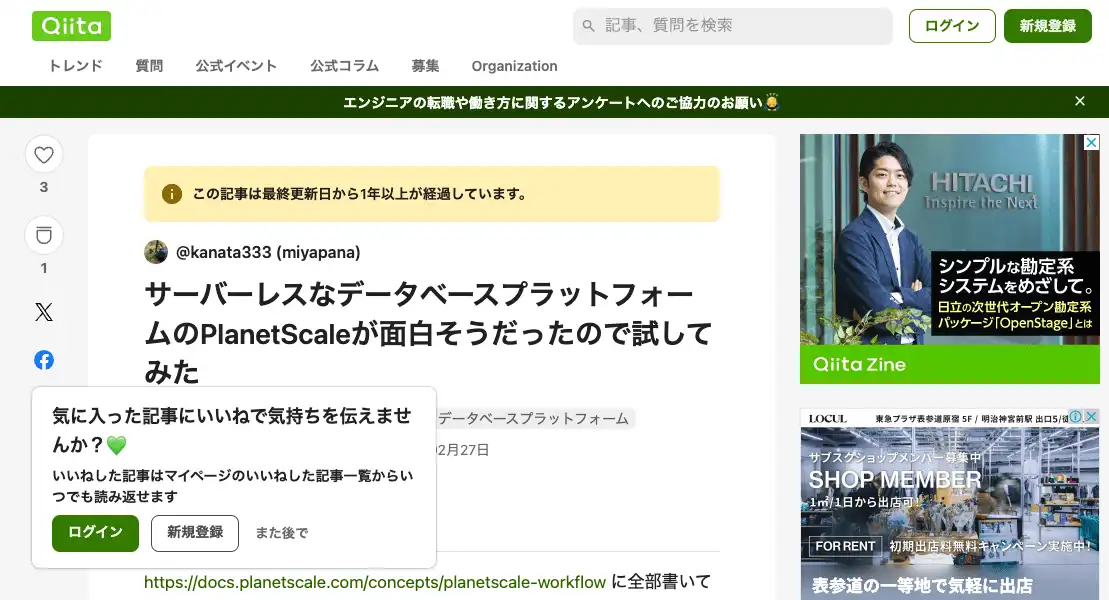 Qiita
記事、質問を検索
ログイン
新規登録
トレンド 質問 公式イベント 公式コラム 募集 Organization
エンジニアの転職や働き方に関するアンケートへのご協力のお願い
3
1
この記事は最終更新日から1年以上が経過しています。
@kanata333 (miyapana)
サーバーレスなデータベースプラットフォー
ムのPlanetScaleが面白そうだったので試して
みた
データベースプラットフォーム
02月27日
気に入った記事にいいねで気持ちを伝えませ
んか？💚
いいねした記事はマイページのいいねした記事一覧からい
つでも読み返せます
ログイン 新規登録 また後で
https://docs.planetscale.com/concepts/planetscale-workflow に全部書いて
HITACHI
Inspire the Next
シンプルな勘定系
システムをめざして。
日立の次世代オープン勘定系
パッケージ「OpenStage」とは
Qiita Zine
LOCUL 東急プラザ表参道原宿 5F / 明治神宮前駅 出口5/徒
サブスクショップメンバー募集中
SHOP MEMBER
1㎡/1日から出店可!
FOR RENT 初期出店料無料キャンペーン実施中!
表参道の一等地で気軽に出店